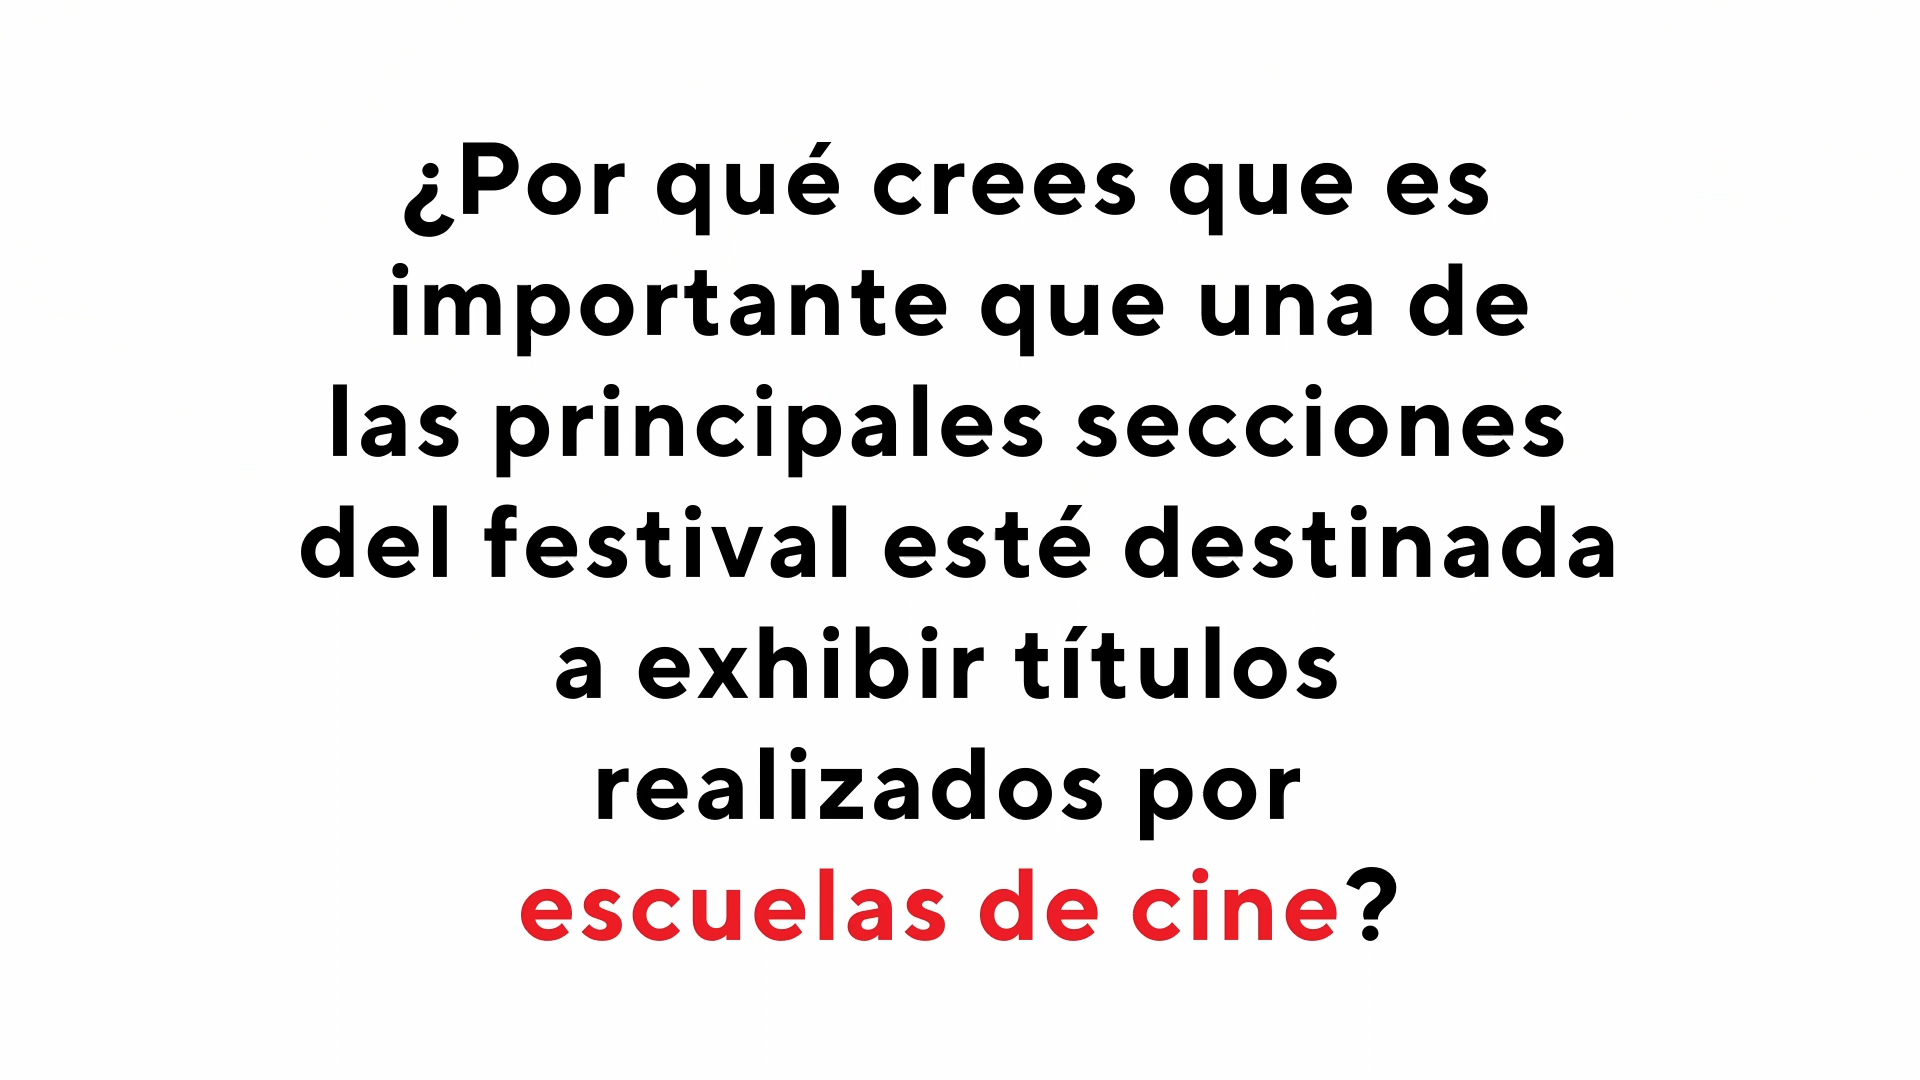 ¿Por qué crees que es
importante que una de
las principales secciones
del festival esté destinada
a exhibir títulos
realizados por
escuelas de cine?